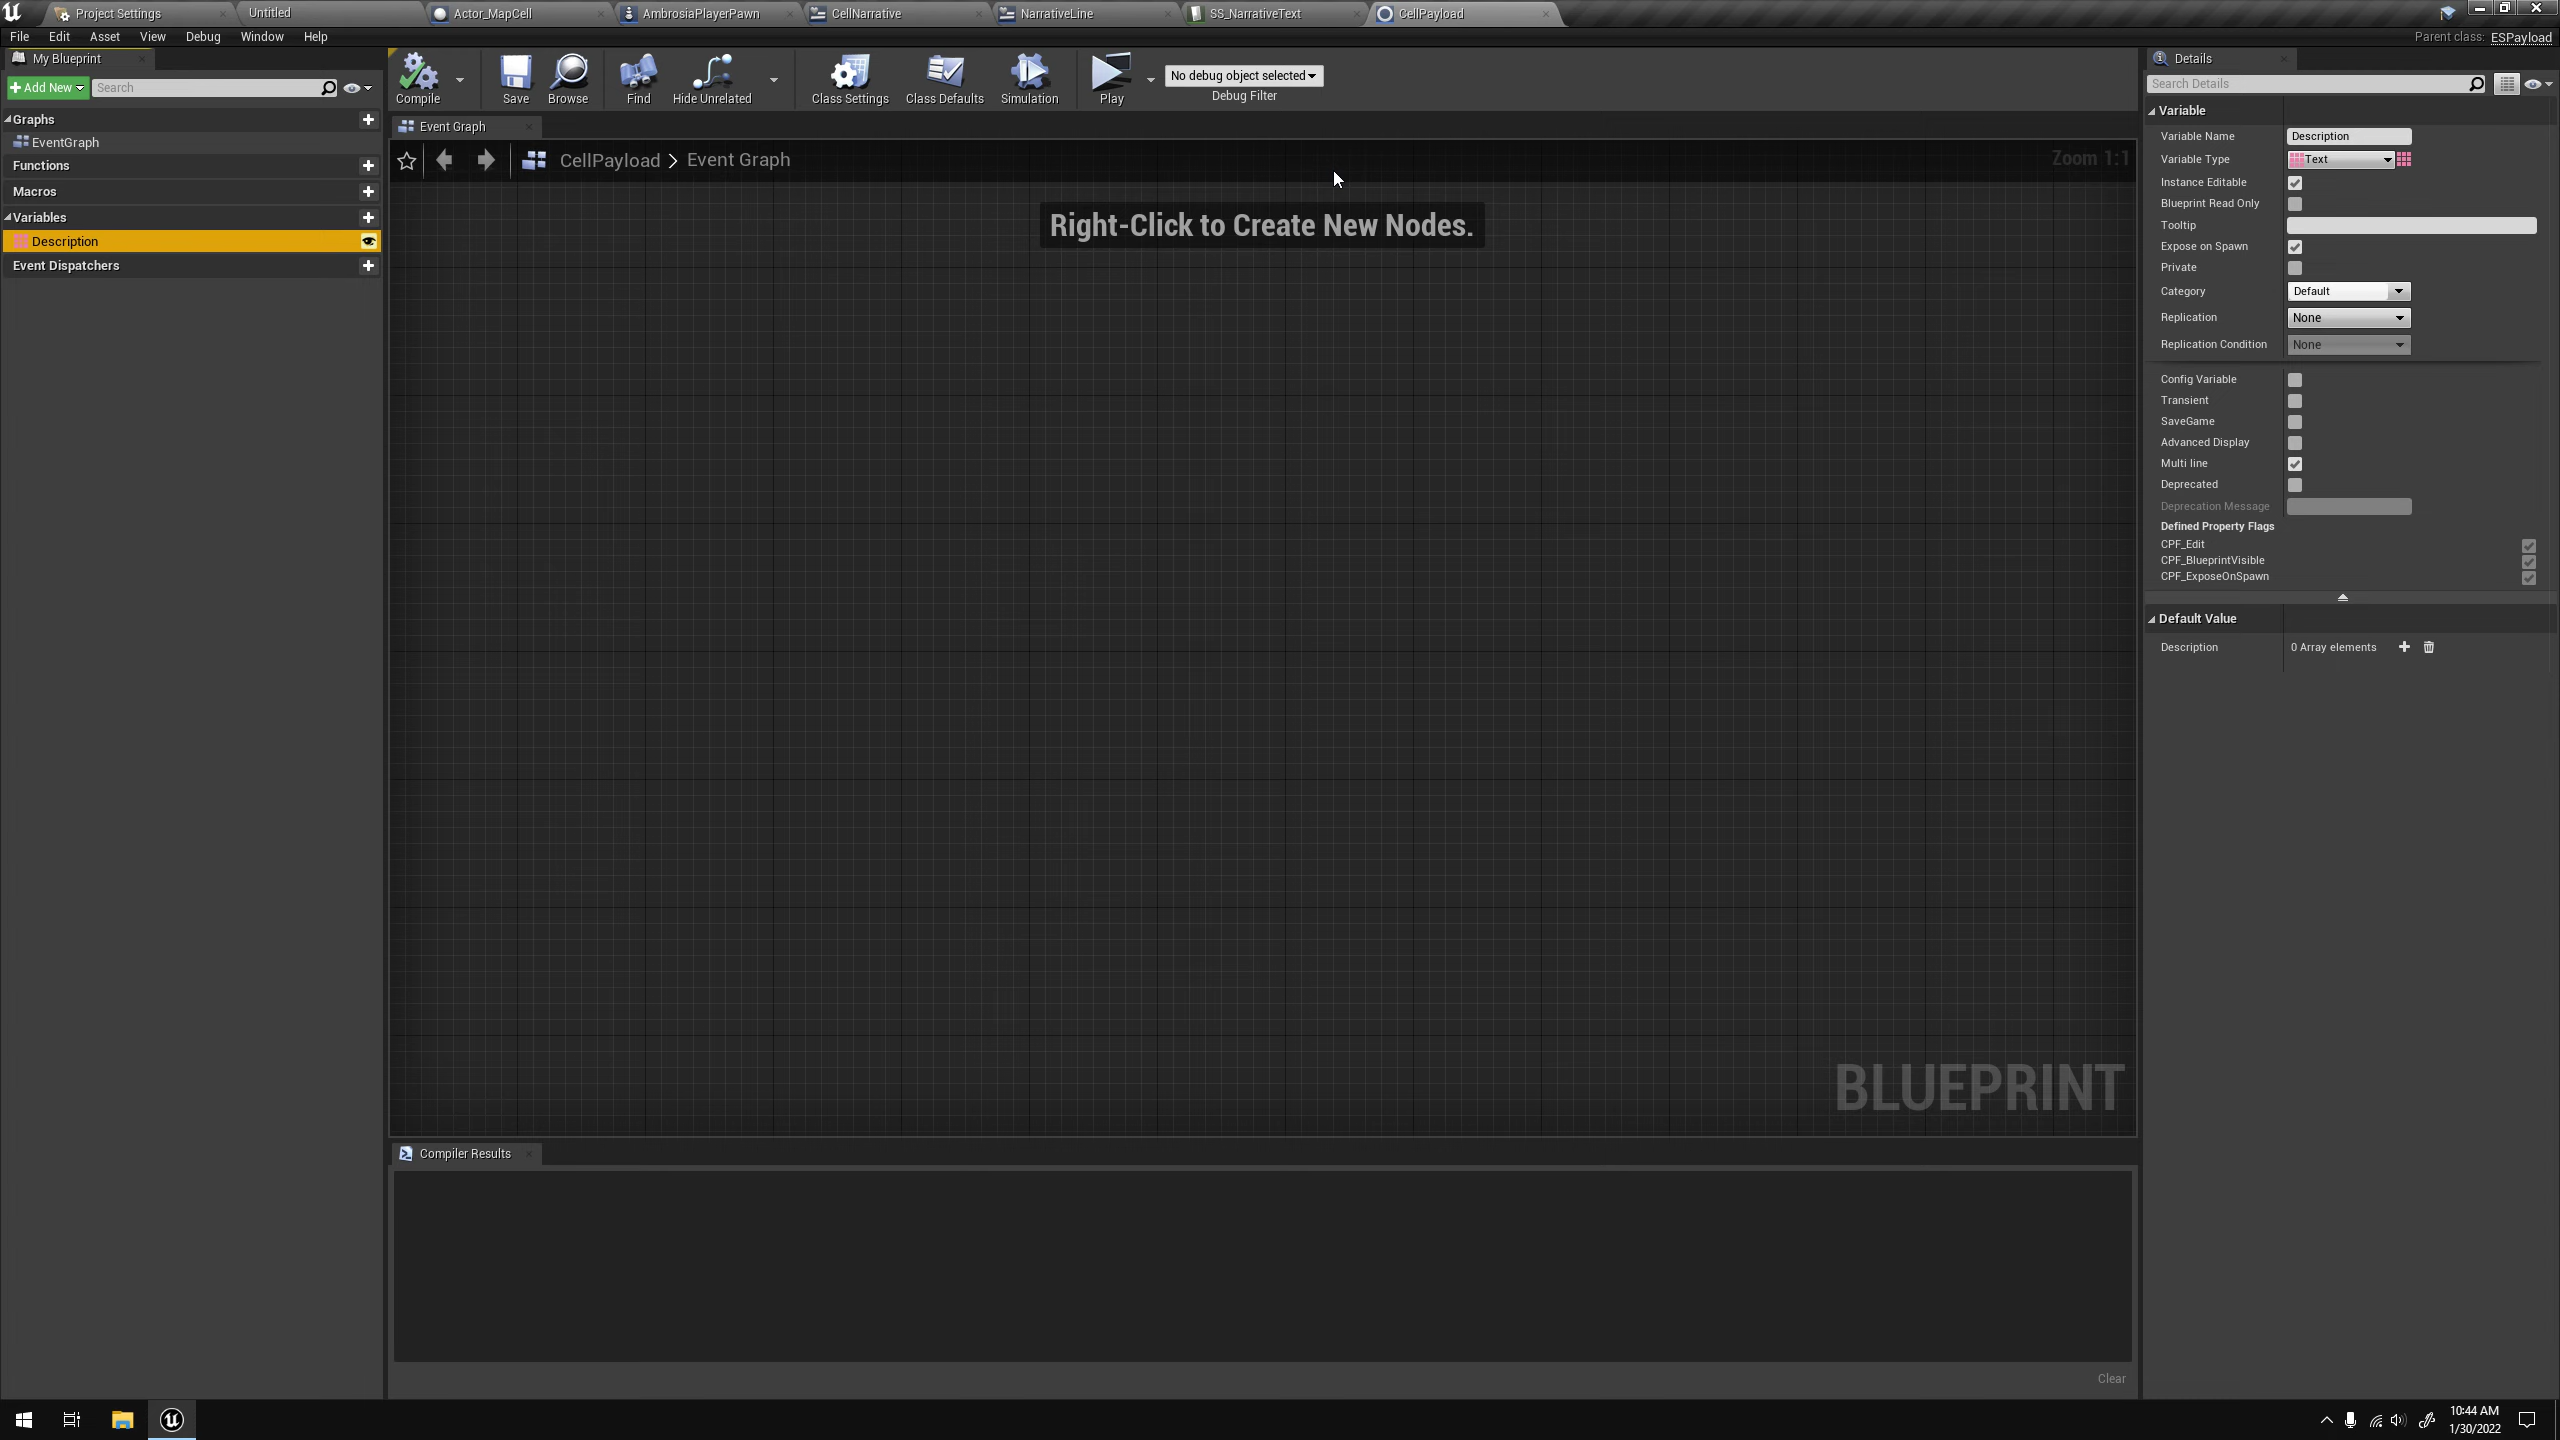 Project Settings
Untitled
Actor_MapCell
AmbrosiaPlayerPawn
CellNarrative
NarrativeLine
SS_NarrativeText
CellPayload
File Edit Asset View Debug Window Help
Parent class: ESPayload
My Blueprint
Add New
Search
Graphs
EventGraph
Functions
Macros
Variables
Description
Event Dispatchers
Compile
Save
Browse
Find
Hide Unrelated
Class Settings
Class Defaults
Simulation
Play
No debug object selected
Debug Filter
Event Graph
CellPayload > Event Graph
Zoom 1:1
Right-Click to Create New Nodes.
BLUEPRINT
Compiler Results
Clear
Details
Search Details
Variable
Variable Name Description
Variable Type Text
Instance Editable
Blueprint Read Only
Tooltip
Expose on Spawn
Private
Category Default
Replication None
Replication Condition None
Config Variable
Transient
SaveGame
Advanced Display
Multi line
Deprecated
Deprecation Message
Defined Property Flags
CPF_Edit
CPF_BlueprintVisible
CPF_ExposeOnSpawn
Default Value
Description 0 Array elements
10:44 AM
1/30/2022